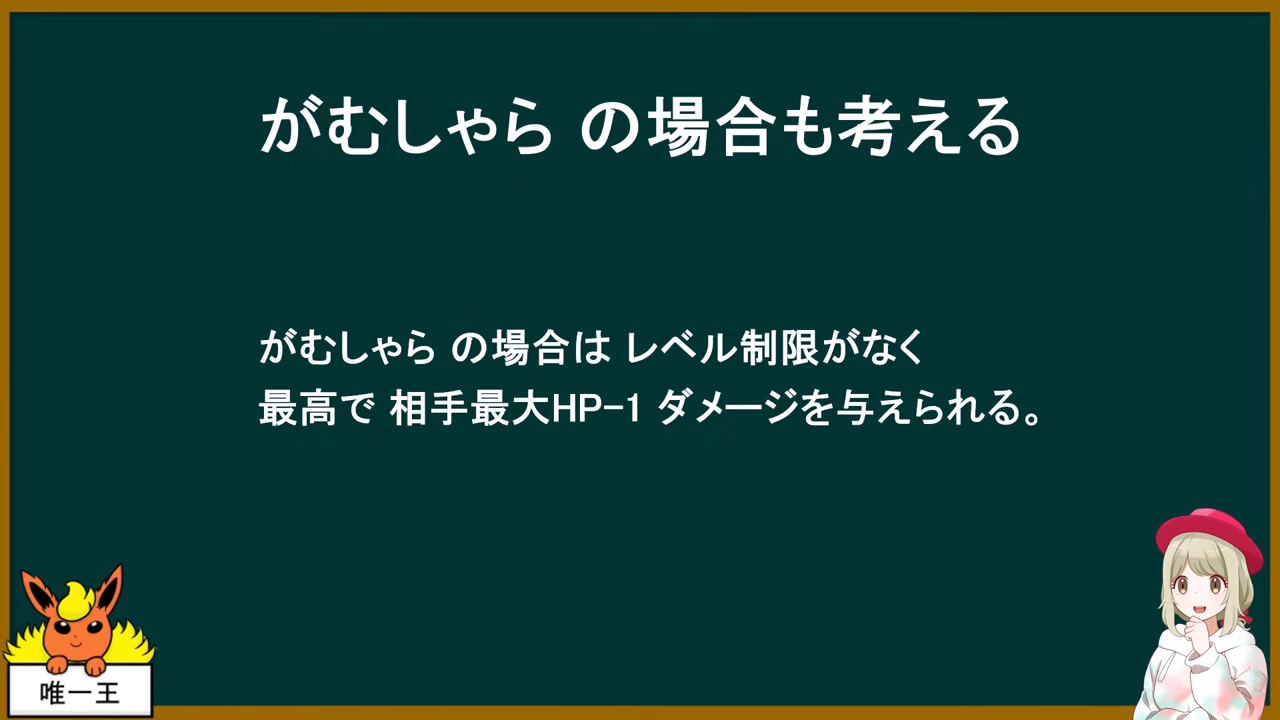 がむしゃら の場合も考える
がむしゃら の場合は レベル制限がなく
最高で 相手最大HP-1 ダメージを与えられる。
唯一王